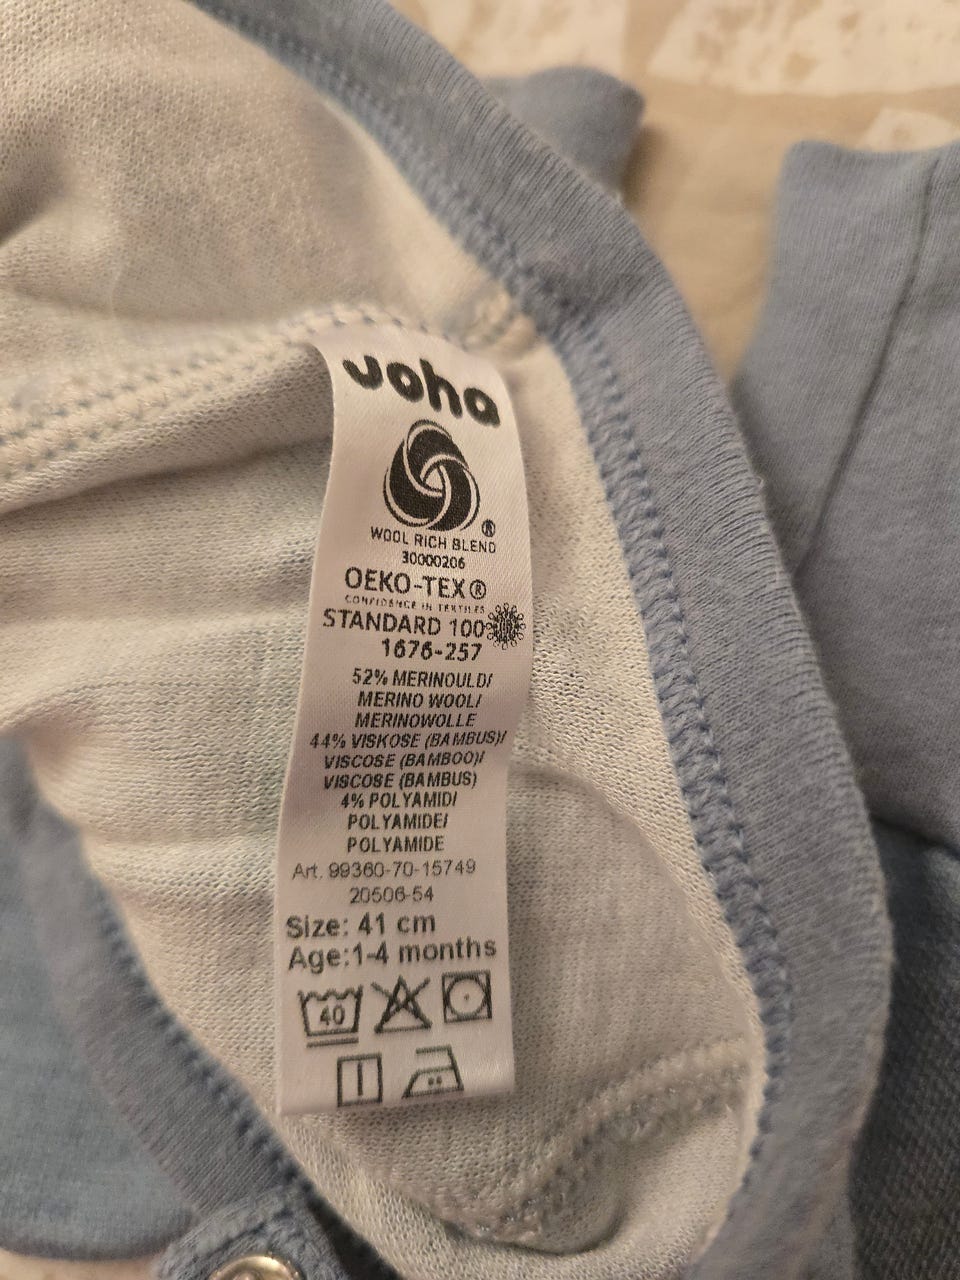 Joha
®
WOOL RICH BLEND
30000206
OEKO-TEX®
CONFIDENCE IN TEXTILES
STANDARD 100
1676-257
52% MERINOULD/
MERINO WOOL/
MERINOWOLLE
44% VISKOSE (BAMBUS)/
VISCOSE (BAMBOO)/
VISCOSE (BAMBUS)
4% POLYAMID/
POLYAMIDE/
POLYAMIDE
Art. 99360-70-15749
20506-54
Size: 41 cm
Age:1-4 months
40